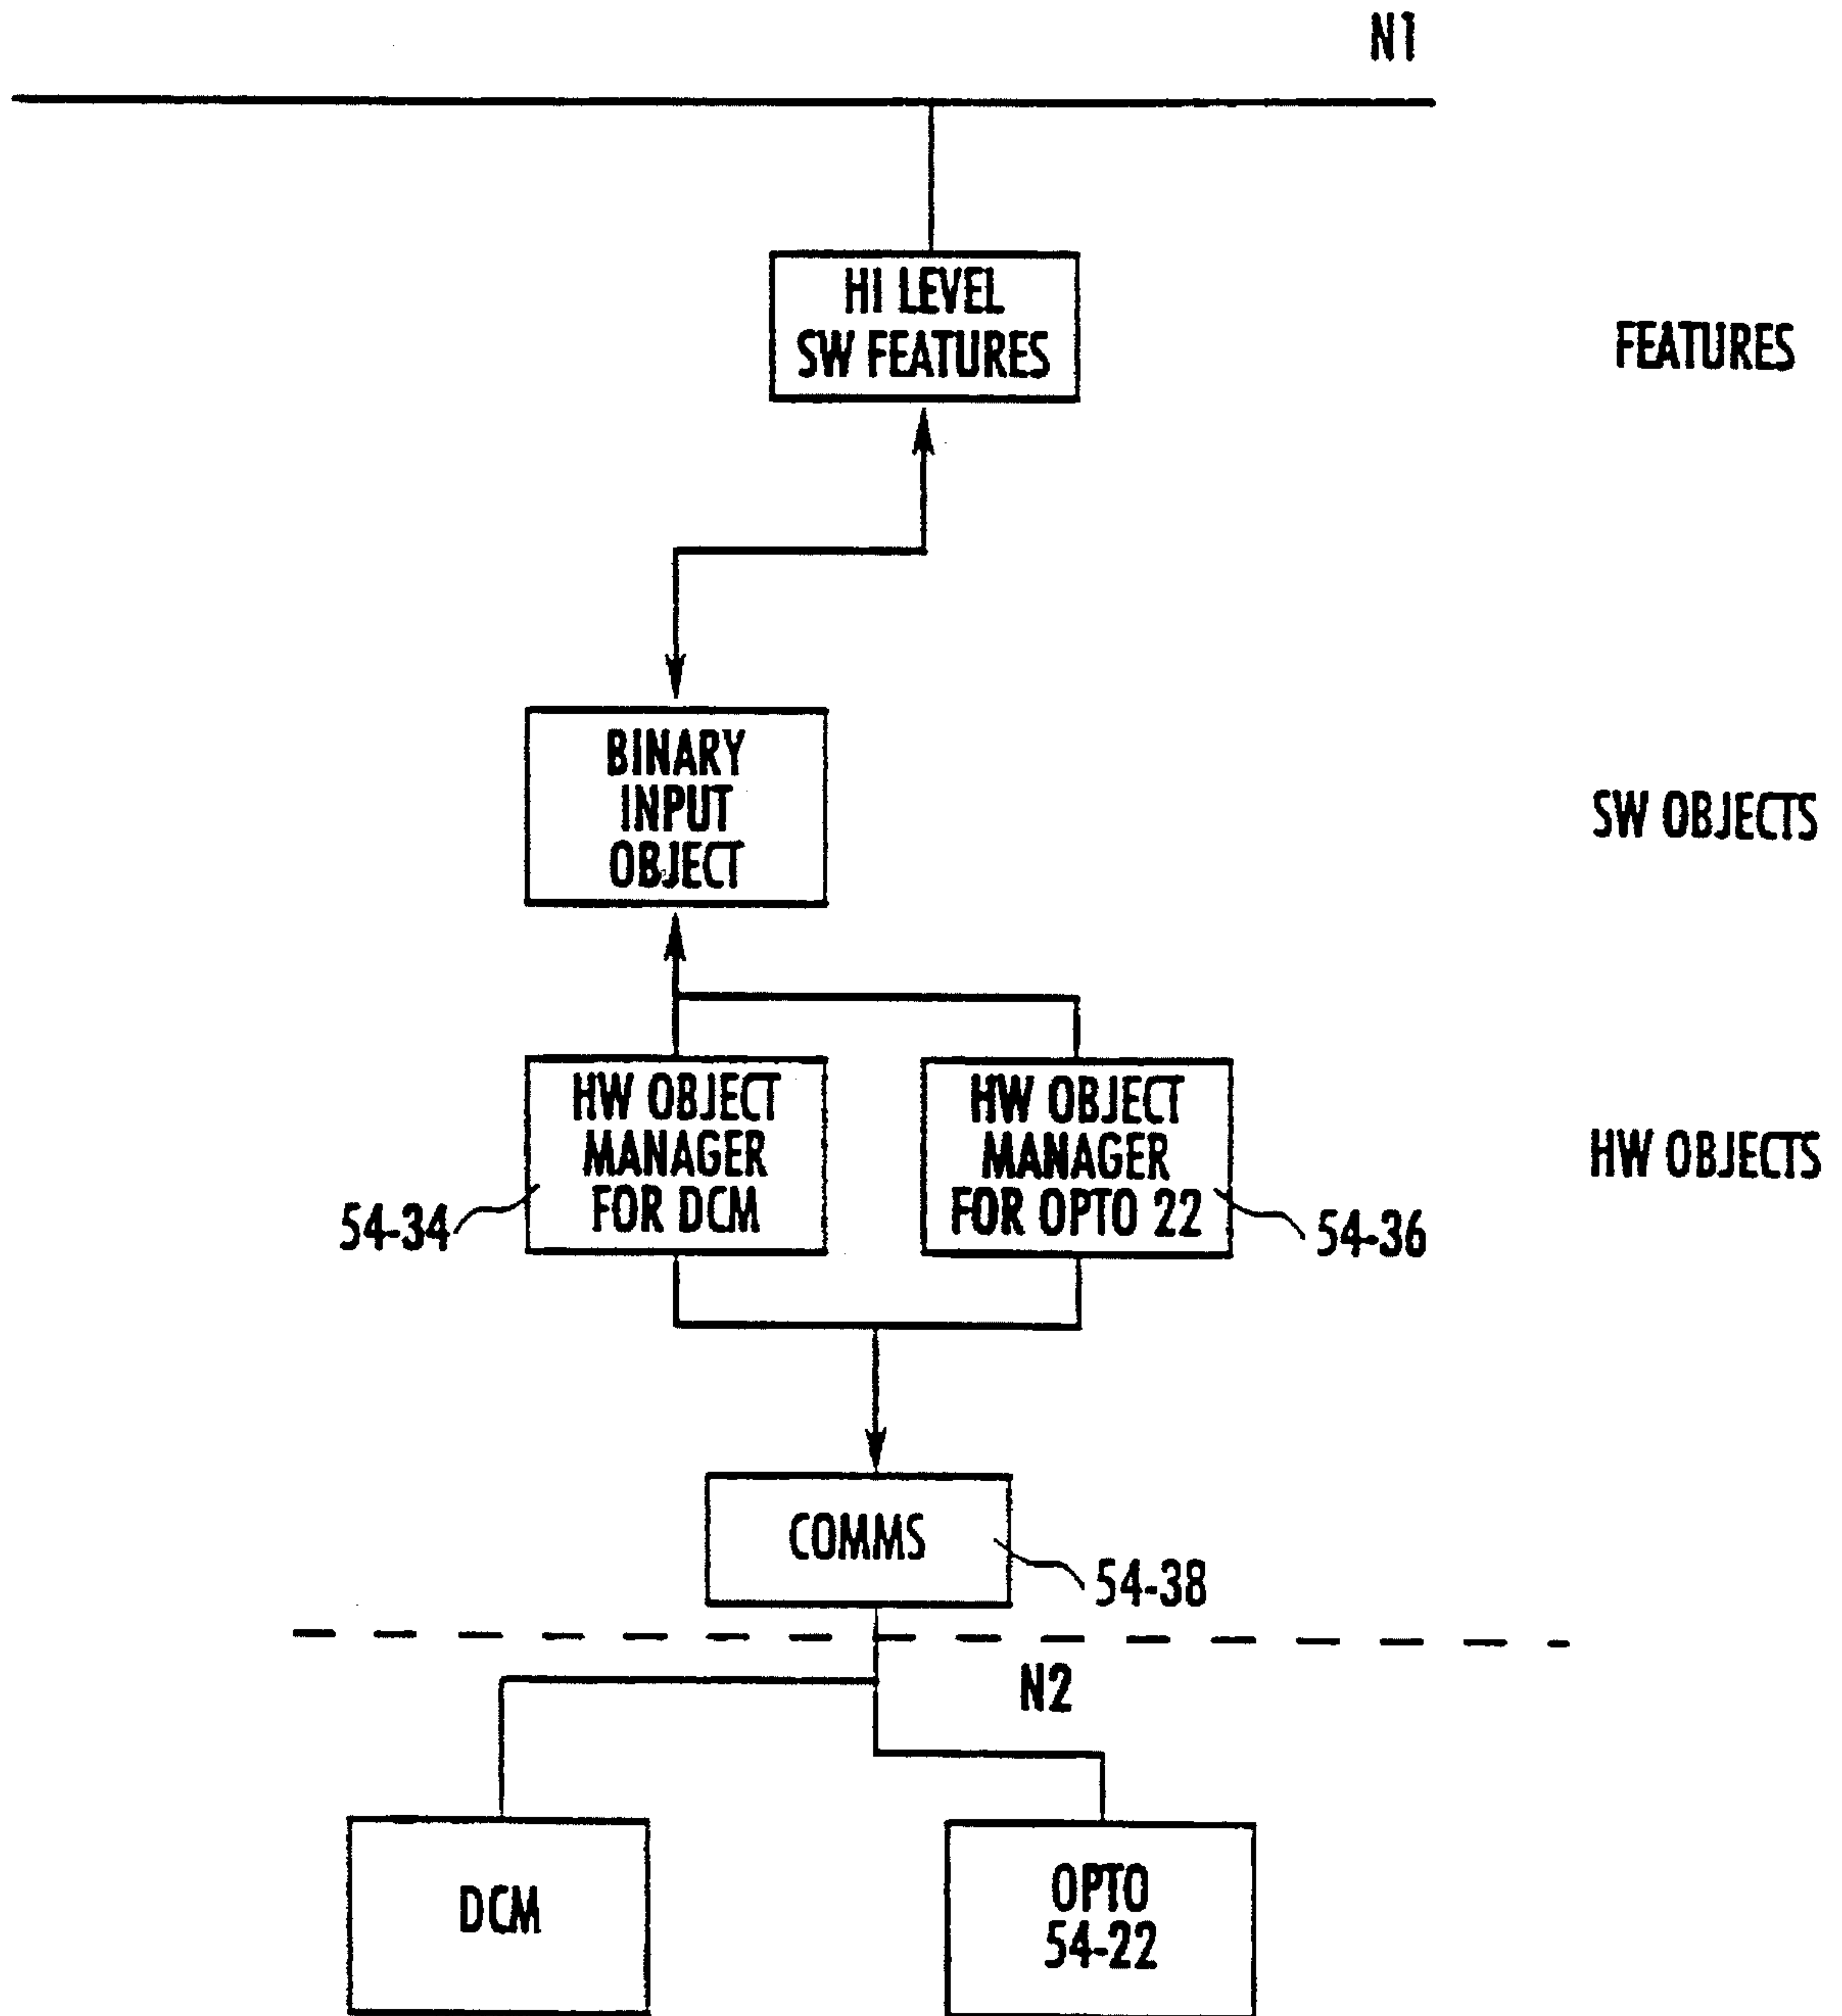 N1
HI LEVEL
SW FEATURES
FEATURES
BINARY
INPUT
OBJECT
SW OBJECTS
HW OBJECT
MANAGER
FOR DCM
HW OBJECT
MANAGER
FOR OPTO 22
HW OBJECTS
54-34
54-36
COMMS
54-38
N2
DCM
OPTO
54-22